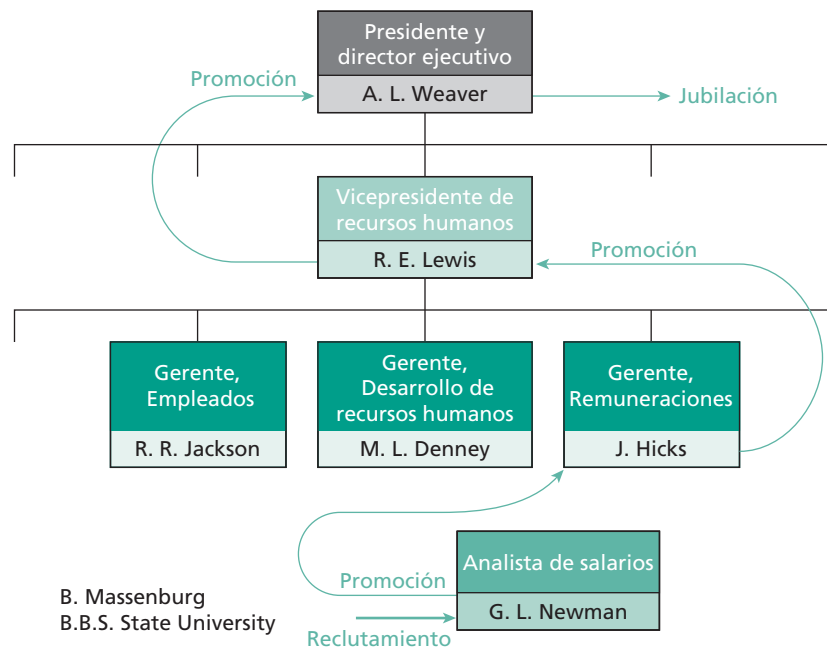 Presidente y
director ejecutivo
Promoción
A. L. Weaver
Jubilación
Vicepresidente de
recursos humanos
R. E. Lewis
Promoción
Gerente,
Empleados
R. R. Jackson
Gerente,
Desarrollo de
recursos humanos
M. L. Denney
Gerente,
Remuneraciones
J. Hicks
Analista de salarios
Promoción
G. L. Newman
B. Massenburg
B.B.S. State University
Reclutamiento